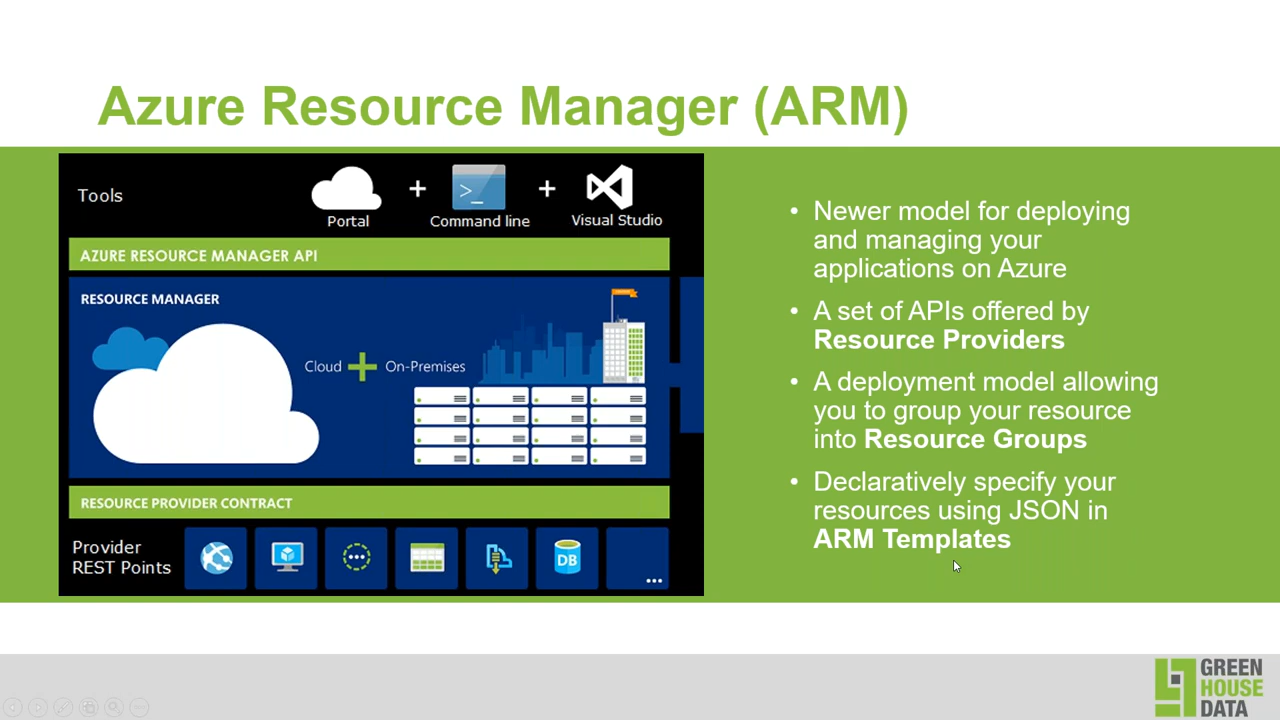 Azure Resource Manager (ARM)
Tools
+ +
Portal Command line Visual Studio
>_
AZURE RESOURCE MANAGER API
RESOURCE MANAGER
Cloud + On-Premises
RESOURCE PROVIDER CONTRACT
Provider
REST Points
DB
...
• Newer model for deploying
and managing your
applications on Azure
• A set of APIs offered by
Resource Providers
• A deployment model allowing
you to group your resource
into Resource Groups
• Declaratively specify your
resources using JSON in
ARM Templates
GREEN
HOUSE
DATA